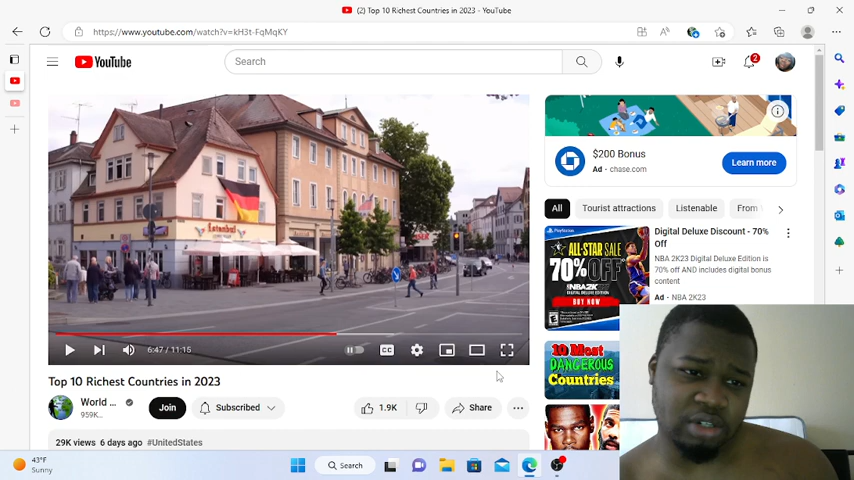 (2) Top 10 Richest Countries in 2023 - YouTube
https://www.youtube.com/watch?v=kH3t-FqMqKY
YouTube
Search
2
Istanbul
6:47 / 11:15
CC
Top 10 Richest Countries in 2023
World ...
959K...
Join
Subscribed
1.9K
Share
29K views 6 days ago #UnitedStates
$200 Bonus
Ad · chase.com
Learn more
All
Tourist attractions
Listenable
From
PlayStation
ALL-STAR SALE
70% OFF
NBA2K23
BUY NOW
Digital Deluxe Discount - 70%
Off
NBA 2K23 Digital Deluxe Edition is
70% off AND includes digital bonus
content
Ad · NBA 2K23
10 Most
DANGEROUS
Countries
43°F
Sunny
Search